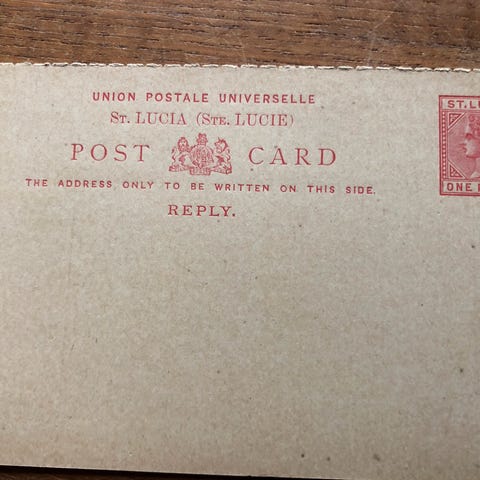 UNION POSTALE UNIVERSELLE
ST. LUCIA (STE. LUCIE)
POST CARD
THE ADDRESS ONLY TO BE WRITTEN ON THIS SIDE.
REPLY.
ST. LU
ONE